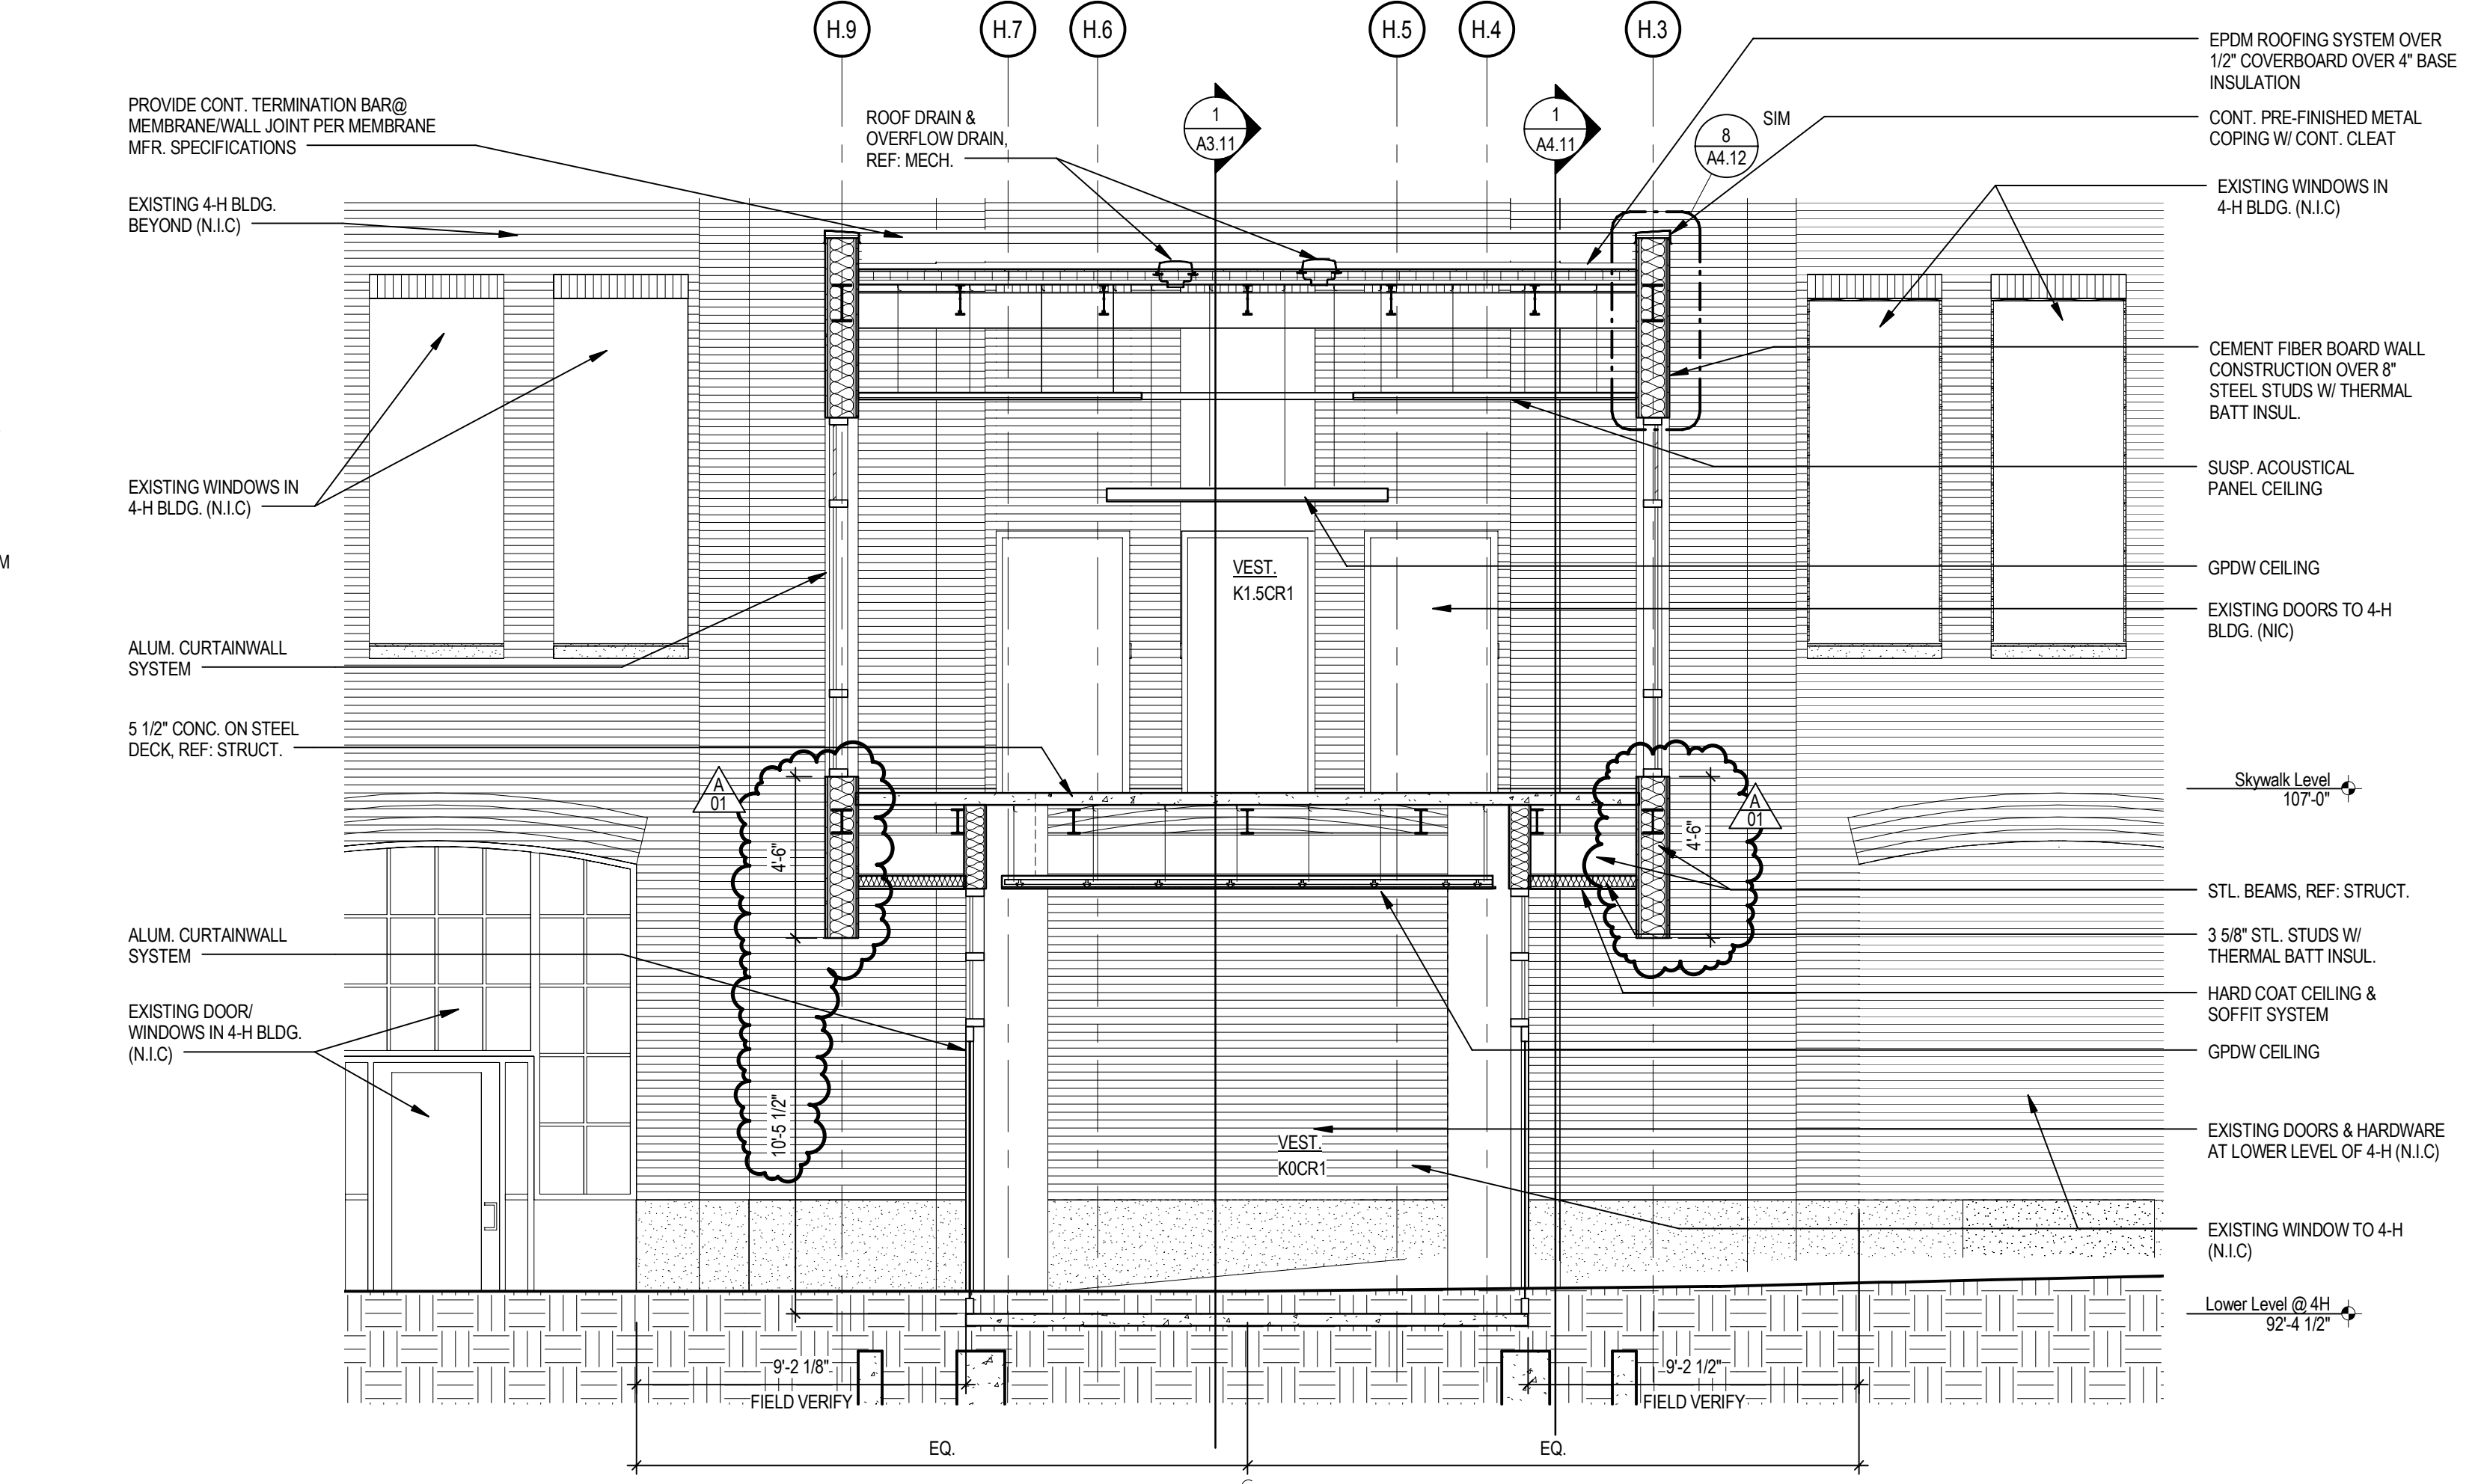 H.9
H.7
H.6
H.5
H.4
H.3
PROVIDE CONT. TERMINATION BAR@
MEMBRANE/WALL JOINT PER MEMBRANE
MFR. SPECIFICATIONS
EXISTING 4-H BLDG.
BEYOND (N.I.C)
EXISTING WINDOWS IN
4-H BLDG. (N.I.C)
M
ALUM. CURTAINWALL
SYSTEM
5 1/2" CONC. ON STEEL
DECK, REF: STRUCT.
ALUM. CURTAINWALL
SYSTEM
EXISTING DOOR/
WINDOWS IN 4-H BLDG.
(N.I.C)
ROOF DRAIN &
OVERFLOW DRAIN,
REF: MECH.
1
A3.11
1
A4.11
8
A4.12
SIM
VEST.
K1.5CR1
A
01
4'-6"
10'-5 1/2"
A
01
4'-6"
VEST.
K0CR1
9'-2 1/8"
FIELD VERIFY
9'-2 1/2"
FIELD VERIFY
EQ.
EQ.
EPDM ROOFING SYSTEM OVER
1/2" COVERBOARD OVER 4" BASE
INSULATION
CONT. PRE-FINISHED METAL
COPING W/ CONT. CLEAT
EXISTING WINDOWS IN
4-H BLDG. (N.I.C)
CEMENT FIBER BOARD WALL
CONSTRUCTION OVER 8"
STEEL STUDS W/ THERMAL
BATT INSUL.
SUSP. ACOUSTICAL
PANEL CEILING
GPDW CEILING
EXISTING DOORS TO 4-H
BLDG. (NIC)
Skywalk Level
107'-0"
STL. BEAMS, REF: STRUCT.
3 5/8" STL. STUDS W/
THERMAL BATT INSUL.
HARD COAT CEILING &
SOFFIT SYSTEM
GPDW CEILING
EXISTING DOORS & HARDWARE
AT LOWER LEVEL OF 4-H (N.I.C)
EXISTING WINDOW TO 4-H
(N.I.C)
Lower Level @ 4H
92'-4 1/2"